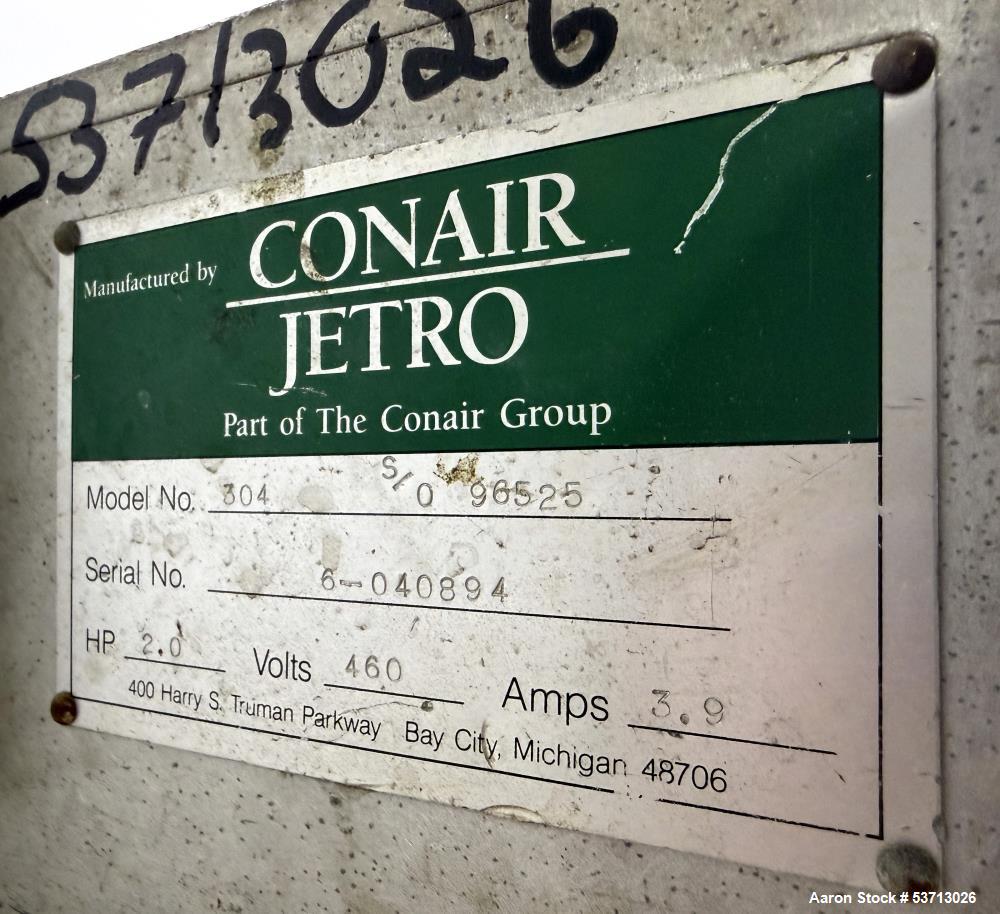 53713026
Manufactured by CONAIR
JETRO
Part of The Conair Group
Model No. 304 S/O 96525
Serial No. 6-040894
HP 2.0 Volts 460 Amps 3.9
400 Harry S. Truman Parkway Bay City, Michigan 48706
Aaron Stock # 53713026